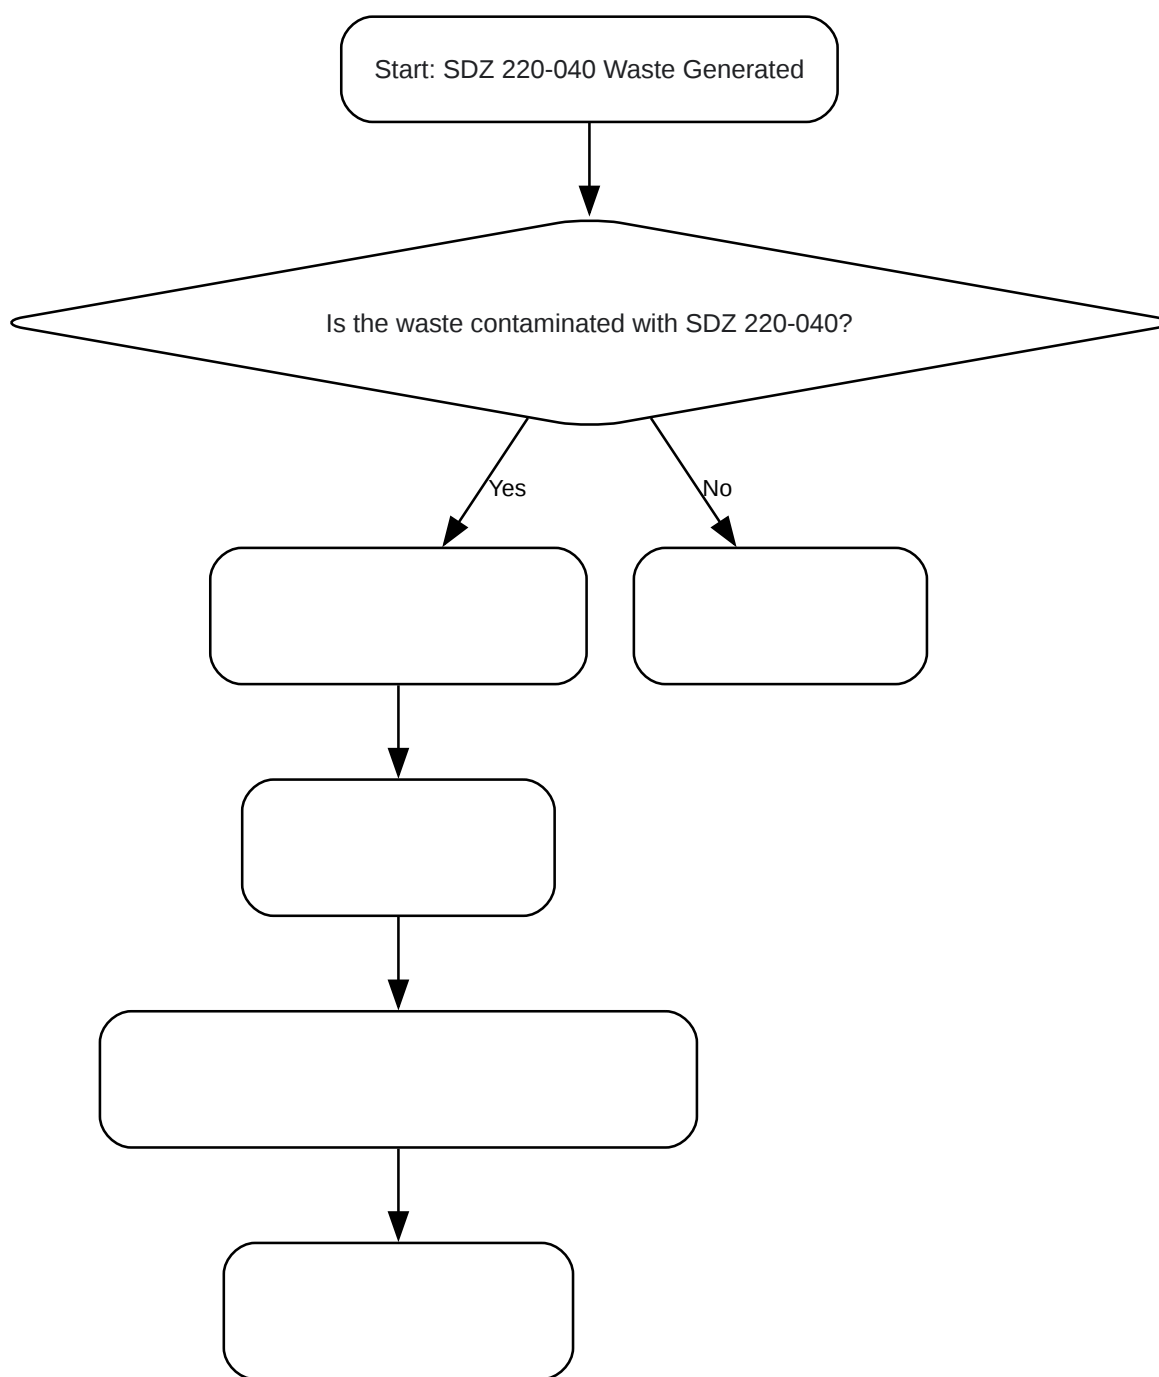 Start: SDZ 220-040 Waste Generated
Is the waste contaminated with SDZ 220-040?
Yes
No